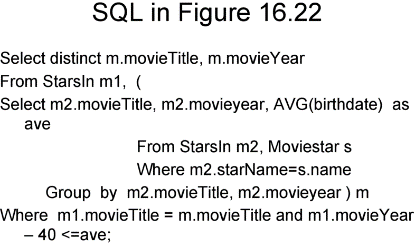 SQL in Figure 16.22
Select distinct m.movieTitle, m.movieYear
From StarsIn m1, (
Select m2.movieTitle, m2.movieyear, AVG(birthdate) as
ave
From StarsIn m2, Moviestar s
Where m2.starName=s.name
Group by m2.movieTitle, m2.movieyear ) m
Where m1.movieTitle = m.movieTitle and m1.movieYear
– 40 <=ave;